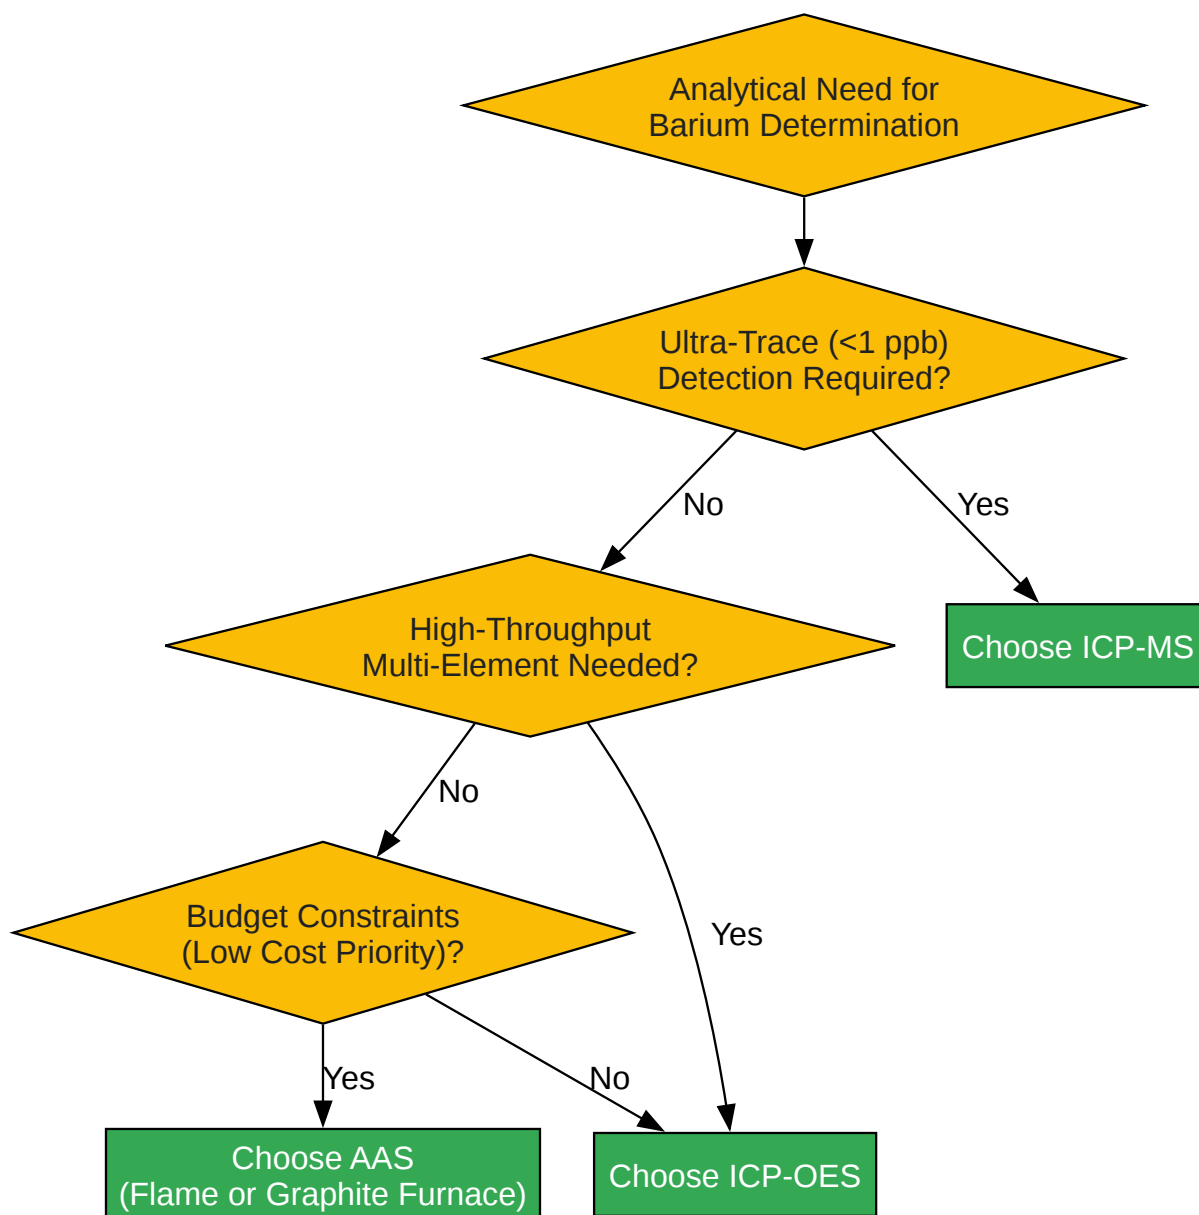 Analytical Need for
Barium Determination
Ultra-Trace (<1 ppb)
Detection Required?
No
Yes
High-Throughput
Multi-Element Needed?
Choose ICP-MS
No
Yes
Budget Constraints
(Low Cost Priority)?
Yes
No
Choose AAS
(Flame or Graphite Furnace)
Choose ICP-OES